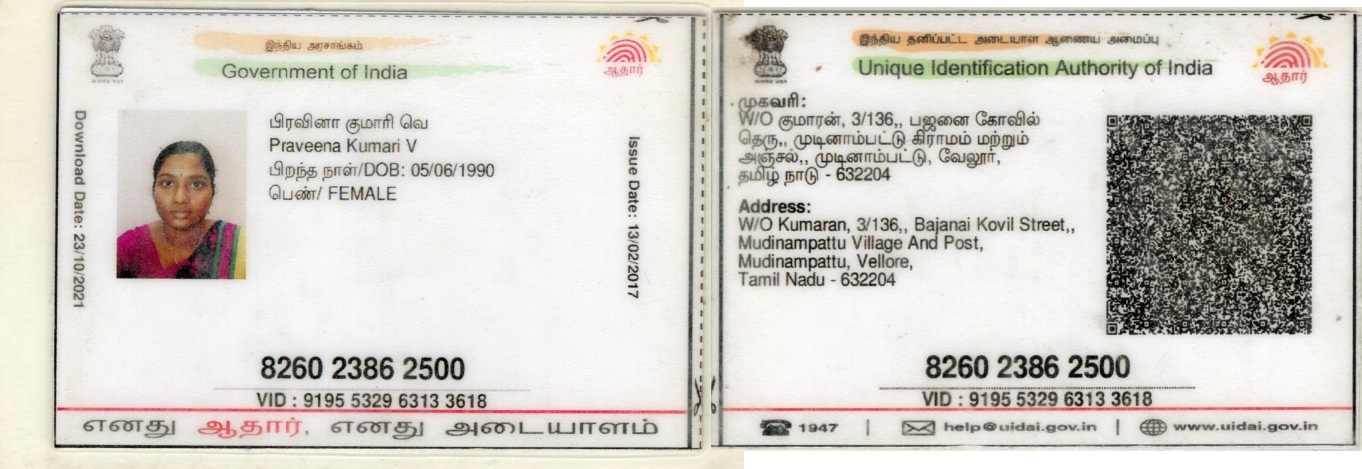 இந்திய அரசாங்கம்
Government of India
ஆதார்
Download Date: 23/10/2021
பிரவினா குமாரி வெ
Praveena Kumari V
பிறந்த நாள்/DOB: 05/06/1990
பெண்/ FEMALE
Issue Date: 13/02/2017
8260 2386 2500
VID : 9195 5329 6313 3618
எனது ஆதார், எனது அடையாளம்
இந்திய தனிப்பட்ட அடையாள ஆணைய அமைப்பு
Unique Identification Authority of India
ஆதார்
முகவரி:
W/O குமாரன், 3/136,, பஜனை கோவில்
தெரு,, முடினாம்பட்டு கிராமம் மற்றும்
அஞ்சல்,, முடினாம்பட்டு, வேலூர்,
தமிழ் நாடு - 632204
Address:
W/O Kumaran, 3/136,, Bajanai Kovil Street,,
Mudinampattu Village And Post,
Mudinampattu, Vellore,
Tamil Nadu - 632204
8260 2386 2500
VID : 9195 5329 6313 3618
1947 | help@uidai.gov.in | www.uidai.gov.in